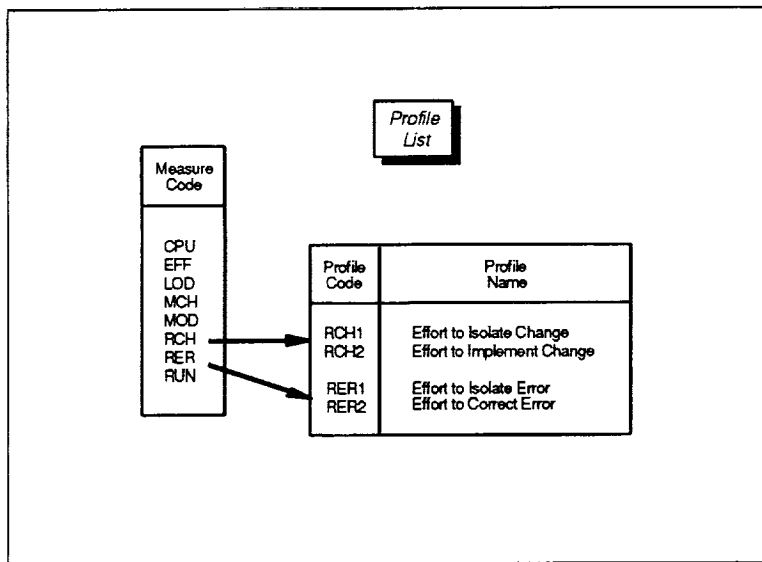 Profile
List
Measure
Code
CPU
EFF
LOD
MCH
MOD
RCH
RER
RUN
Profile Code
Profile Name
RCH1 Effort to Isolate Change
RCH2 Effort to Implement Change
RER1 Effort to Isolate Error
RER2 Effort to Correct Error